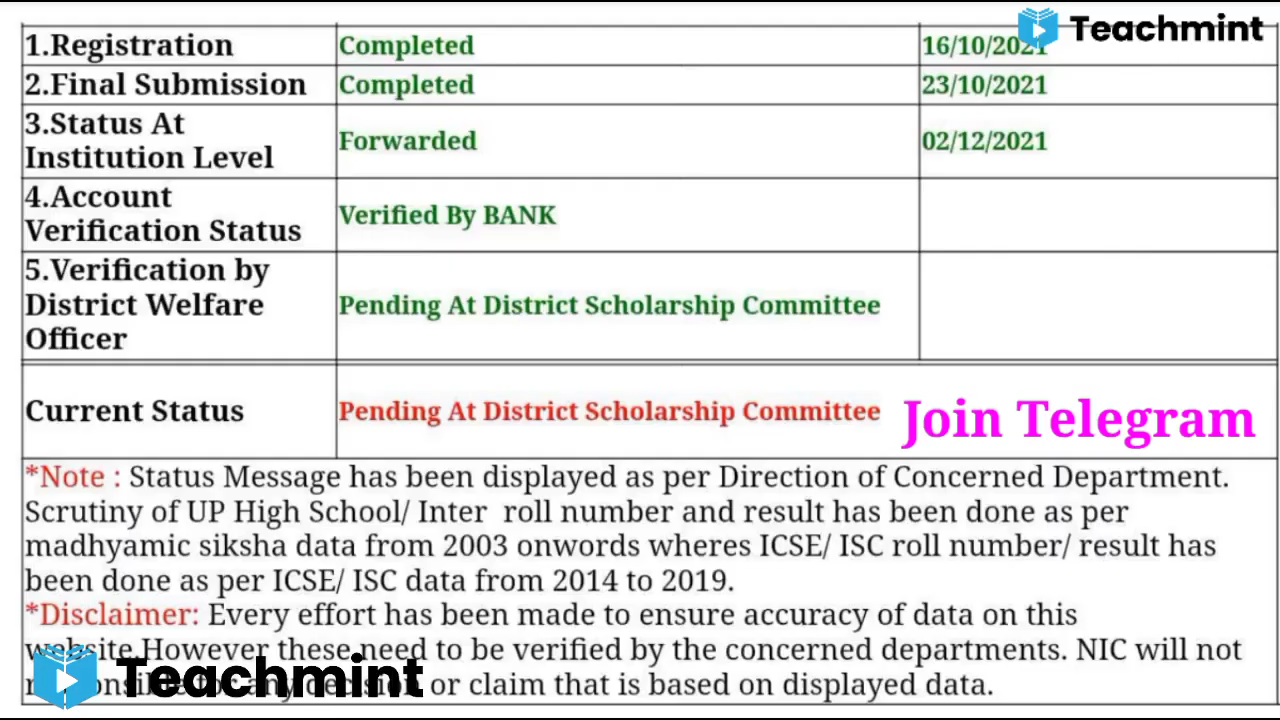 Teachmint
1.Registration Completed 16/10/2021
2.Final Submission Completed 23/10/2021
3.Status At
Institution Level Forwarded 02/12/2021
4.Account
Verification Status Verified By BANK
5.Verification by
District Welfare
Officer Pending At District Scholarship Committee
Current Status Pending At District Scholarship Committee
Join Telegram
*Note : Status Message has been displayed as per Direction of Concerned Department.
Scrutiny of UP High School/ Inter roll number and result has been done as per
madhyamic siksha data from 2003 onwords wheres ICSE/ ISC roll number/ result has
been done as per ICSE/ ISC data from 2014 to 2019.
*Disclaimer: Every effort has been made to ensure accuracy of data on this
website.However these need to be verified by the concerned departments. NIC will not
for any decision or claim that is based on displayed data.
Teachmint